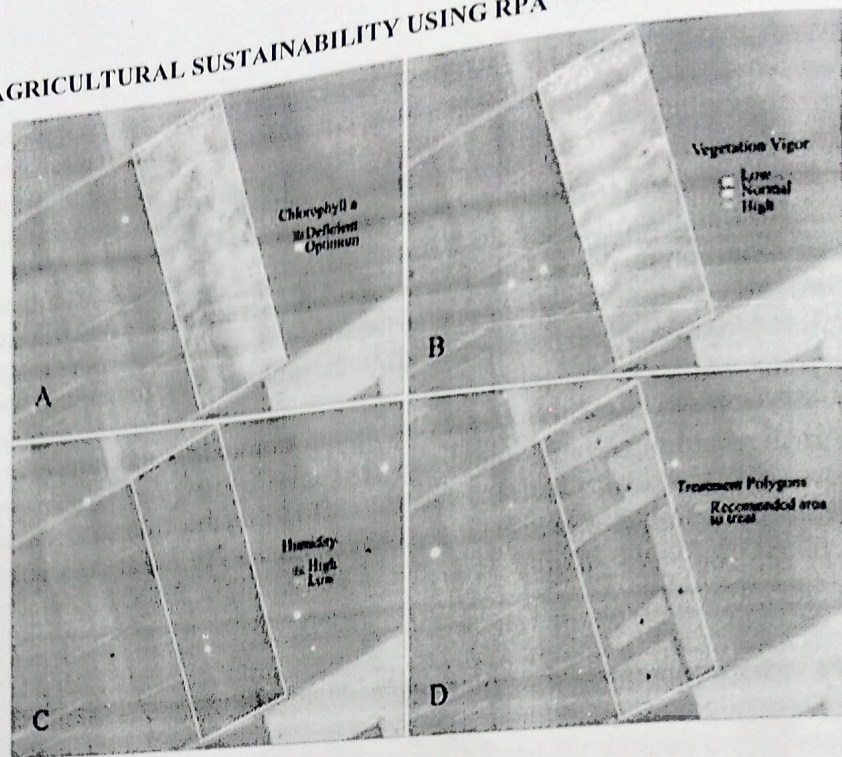 AGRICULTURAL SUSTAINABILITY USING RPA
Chlorophyll a
Deficient
Optimun
A
Vegetation Vigor
Low
Normal
High
B
Humidity
High
Low
C
Treatment Polygons
Recommended area
to treat
D